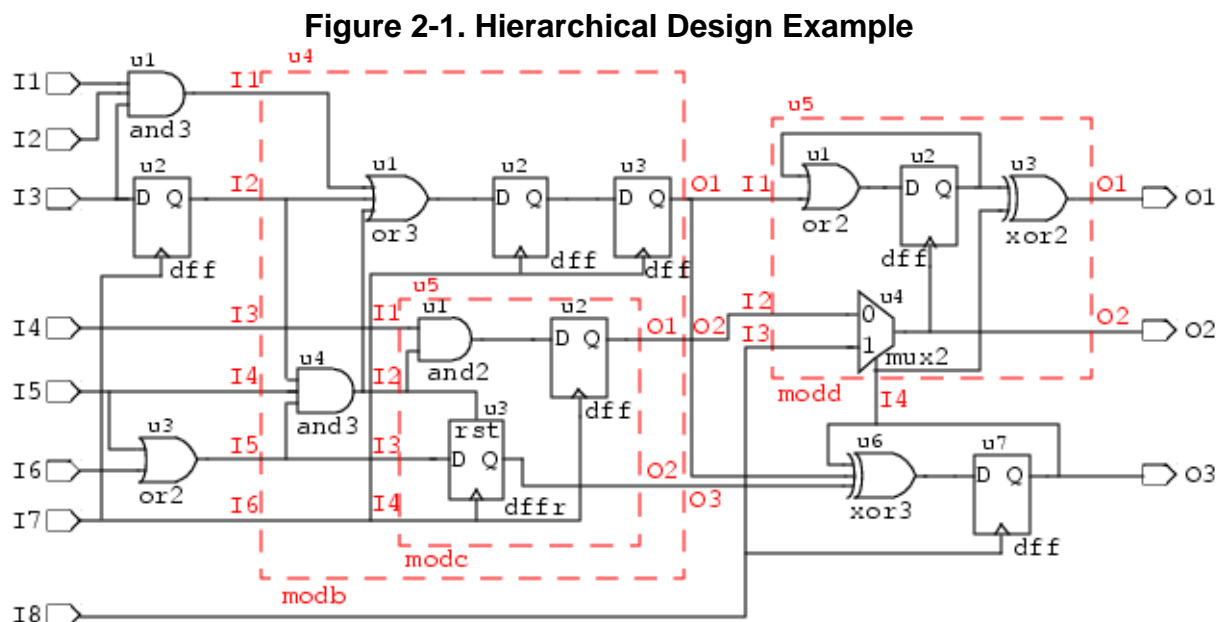 Figure 2-1. Hierarchical Design Example
u1 u4
I1 I1
and3
I2
u5
u2 u1 u2 u3 u1 u2 u3
I3 D Q I2 D Q D Q O1 I1 D Q O1 O1
or3 or2 xor2
dff dff dff dff
u5
I4 I3 I1 u1 u2 I2 0 u4
D Q O1 O2 I3 1 O2 O2
and2 mux2
u4
I5 I4 I2 dff modd I4
and3 u3
u3 rst u6 u7
I6 I5 I3 D Q O2 D Q O3
or2 dffr O3 xor3
I7 I6 I4 dff
modc
modb
I8